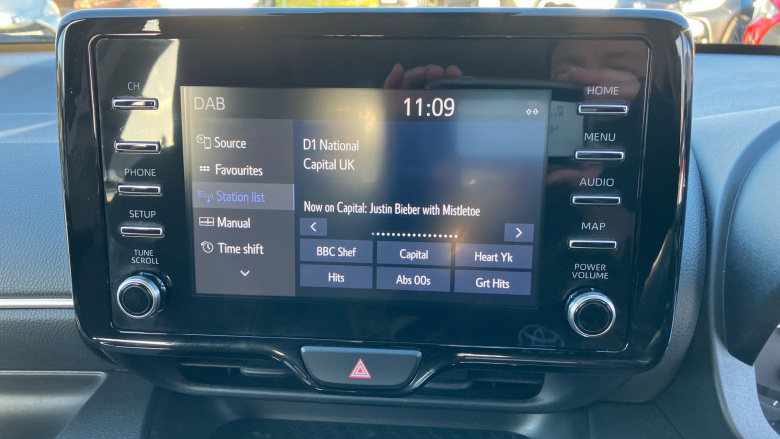 DAB
11:09
CH
HOME
Source
D1 National
MENU
Capital UK
Favourites
PHONE
Station list
AUDIO
Now on Capital: Justin Bieber with Mistletoe
SETUP
Manual
MAP
BBC Shef
Capital
Heart Yk
TUNE
SCROLL
Time shift
Hits
Abs 00s
Grt Hits
POWER
VOLUME